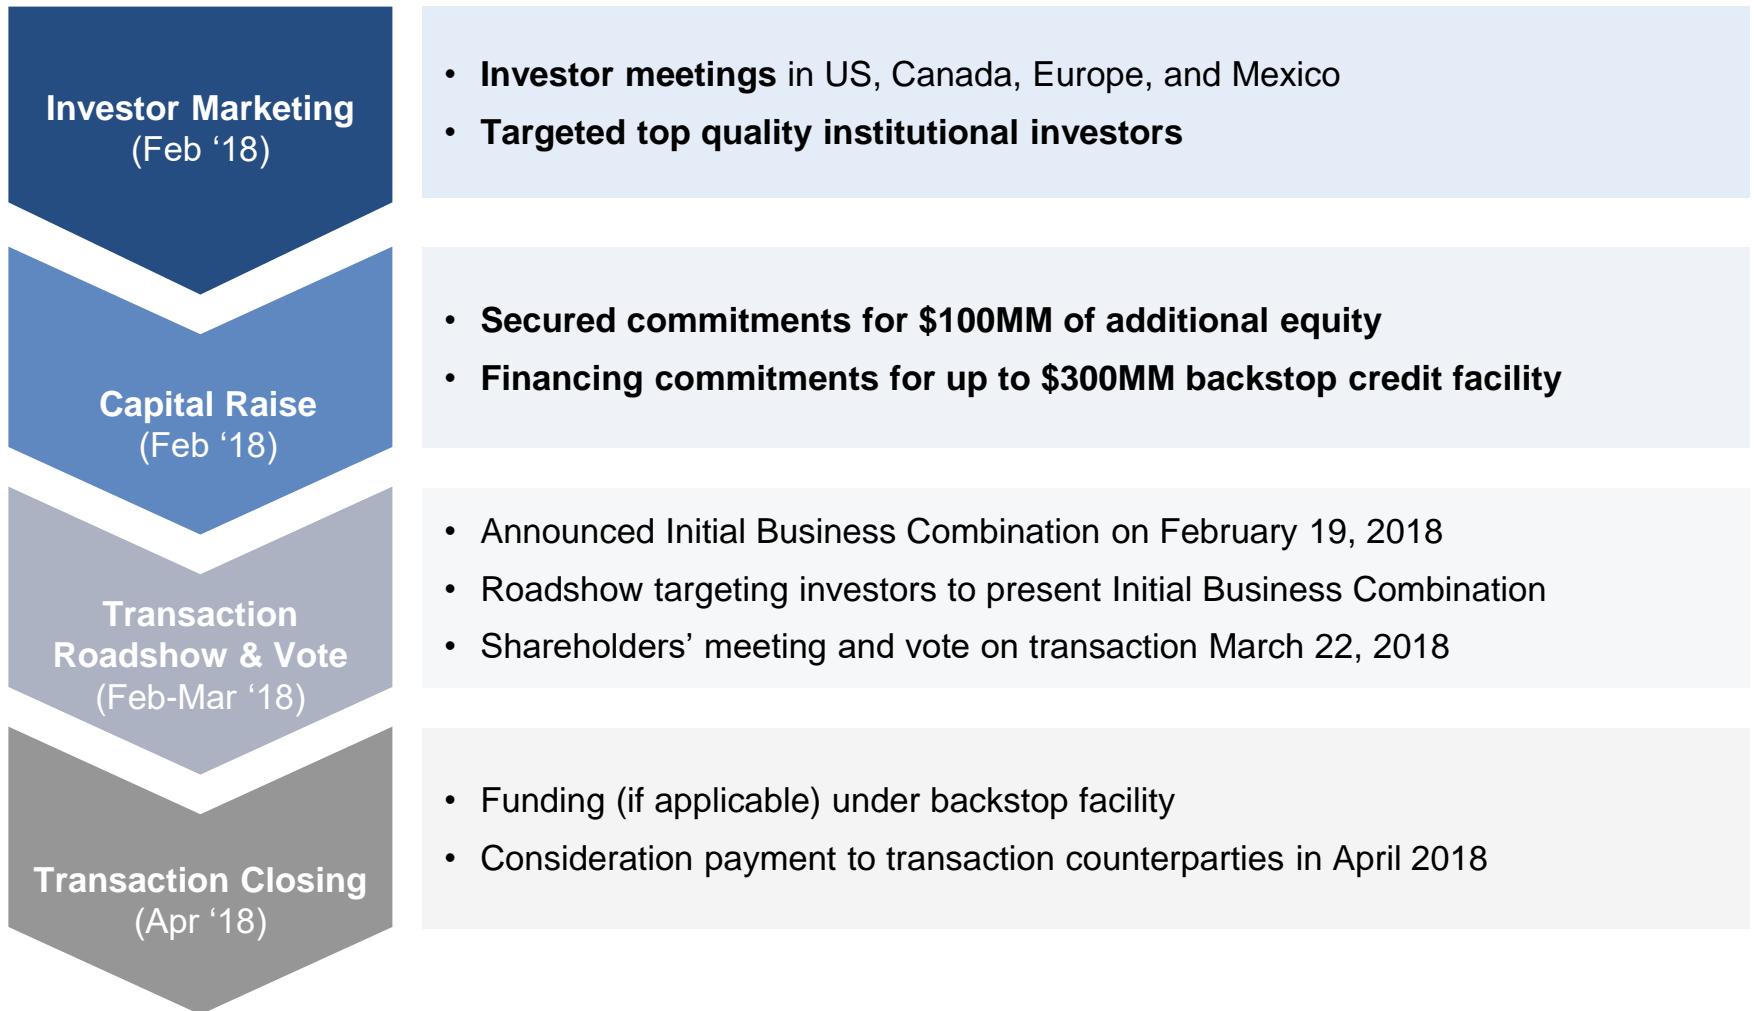 Investor Marketing
(Feb ‘18)
• Investor meetings in US, Canada, Europe, and Mexico
• Targeted top quality institutional investors
Capital Raise
(Feb ‘18)
• Secured commitments for $100MM of additional equity
• Financing commitments for up to $300MM backstop credit facility
Transaction
Roadshow & Vote
(Feb-Mar ‘18)
• Announced Initial Business Combination on February 19, 2018
• Roadshow targeting investors to present Initial Business Combination
• Shareholders’ meeting and vote on transaction March 22, 2018
Transaction Closing
(Apr ‘18)
• Funding (if applicable) under backstop facility
• Consideration payment to transaction counterparties in April 2018